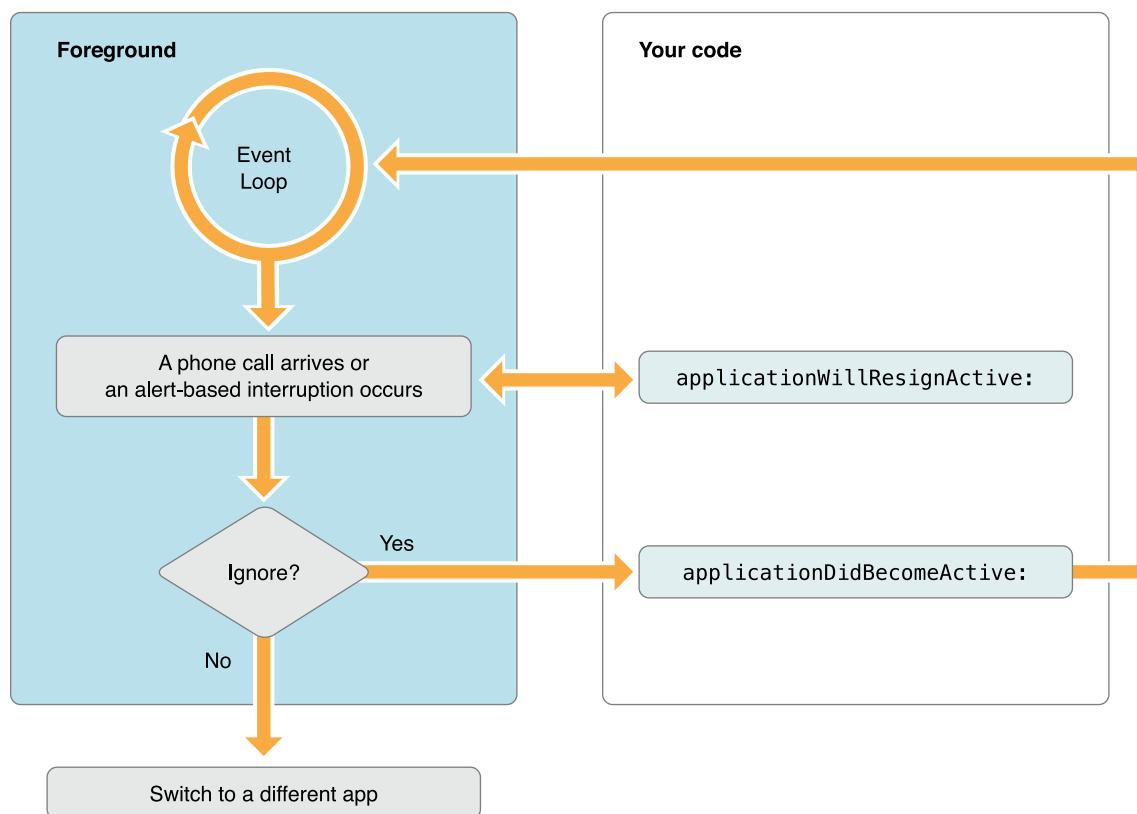 Foreground
Your code
Event
Loop
A phone call arrives or
an alert-based interruption occurs
applicationWillResignActive:
Ignore?
Yes
applicationDidBecomeActive:
No
Switch to a different app